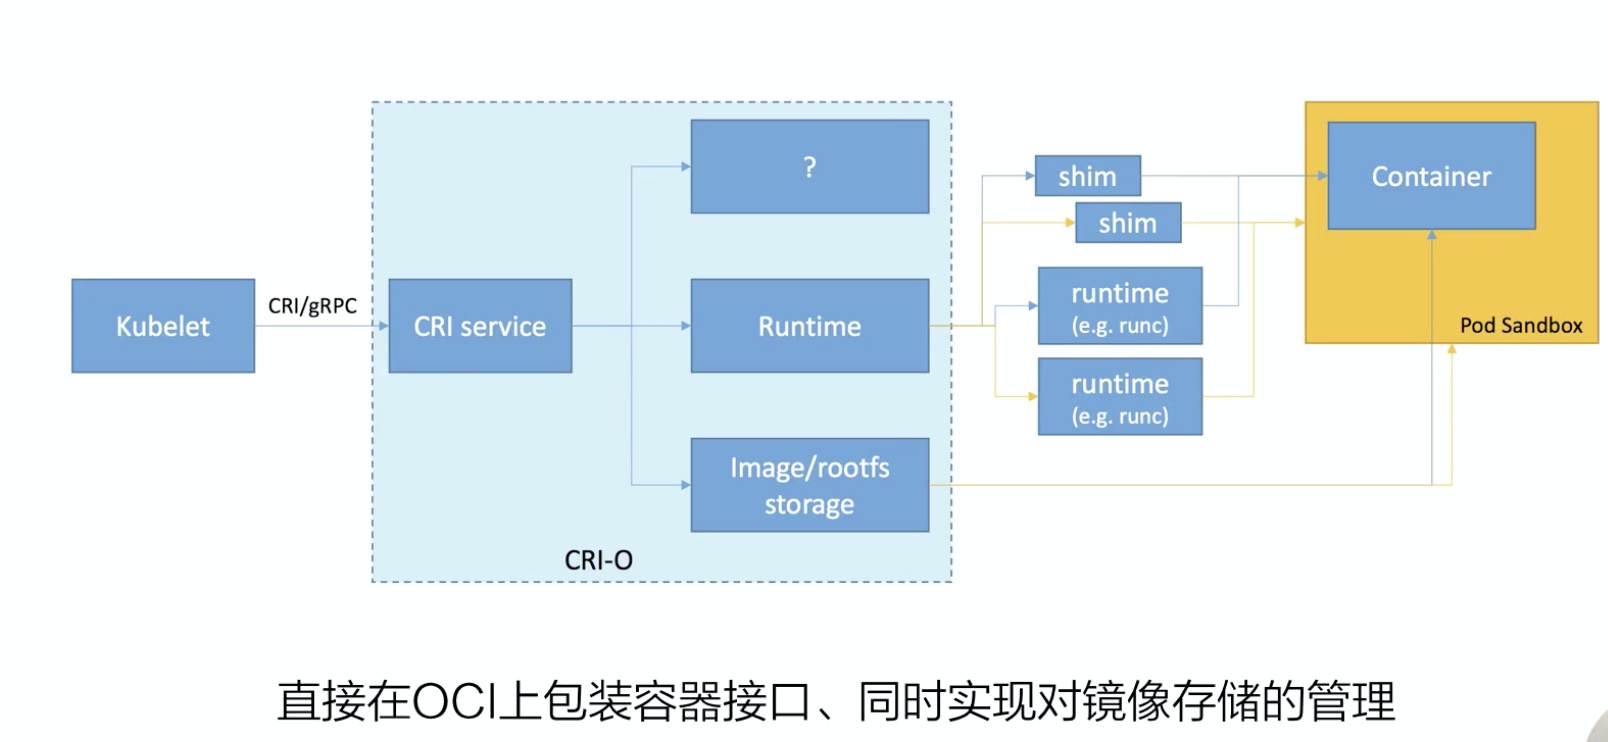 ?
shim
Container
shim
Kubelet
CRI/gRPC
CRI service
Runtime
runtime
(e.g. runc)
Pod Sandbox
runtime
(e.g. runc)
Image/rootfs
storage
CRI-O
直接在OCI上包装容器接口、同时实现对镜像存储的管理